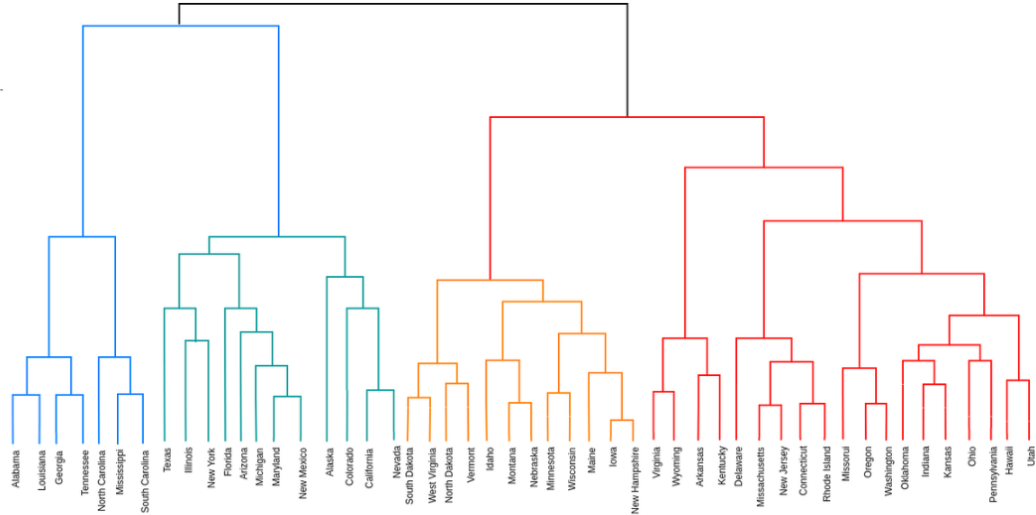 Alabama
Louisiana
Georgia
Tennessee
North Carolina
Mississippi
South Carolina
Texas
Illinois
New York
Florida
Arizona
Michigan
Maryland
New Mexico
Alaska
Colorado
California
Nevada
South Dakota
West Virginia
North Dakota
Vermont
Idaho
Montana
Nebraska
Minnesota
Wisconsin
Maine
Iowa
New Hampshire
Virginia
Wyoming
Arkansas
Kentucky
Delaware
Massachusetts
New Jersey
Connecticut
Rhode Island
Missouri
Oregon
Washington
Oklahoma
Indiana
Kansas
Ohio
Pennsylvania
Hawaii
Utah